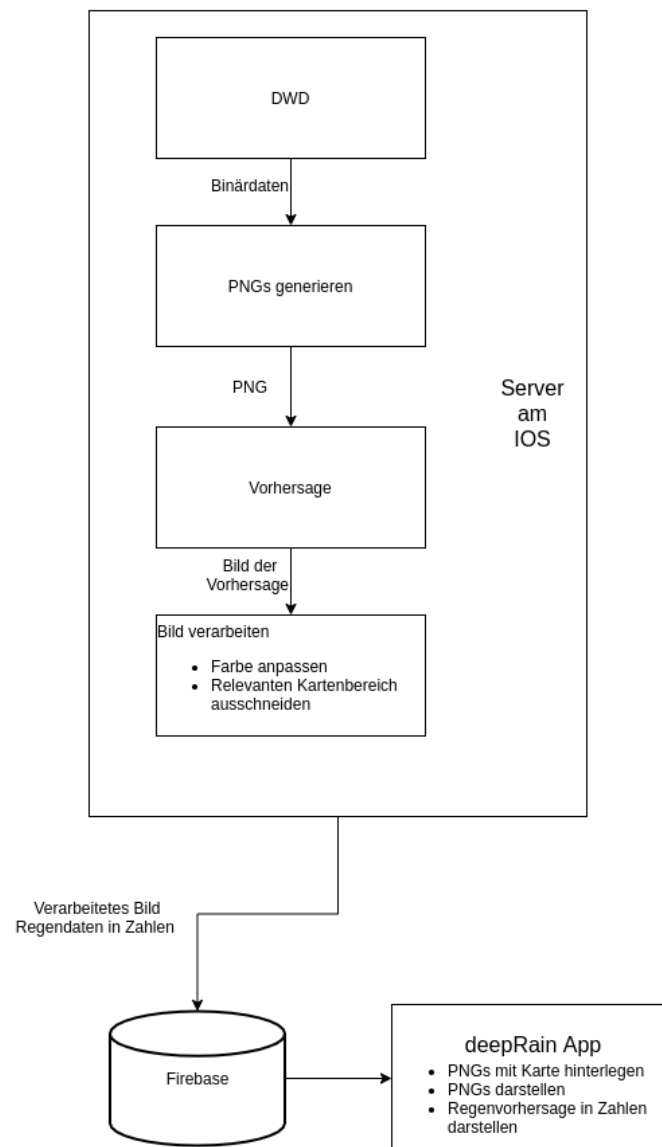 DWD
Binärdaten
PNGs generieren
PNG
Server
am
IOS
Vorhersage
Bild der
Vorhersage
Bild verarbeiten
Farbe anpassen
Relevanten Kartenbereich
ausschneiden
Verarbeitetes Bild
Regendaten in Zahlen
Firebase
deepRain App
PNGs mit Karte hinterlegen
PNGs darstellen
Regenvorhersage in Zahlen
darstellen